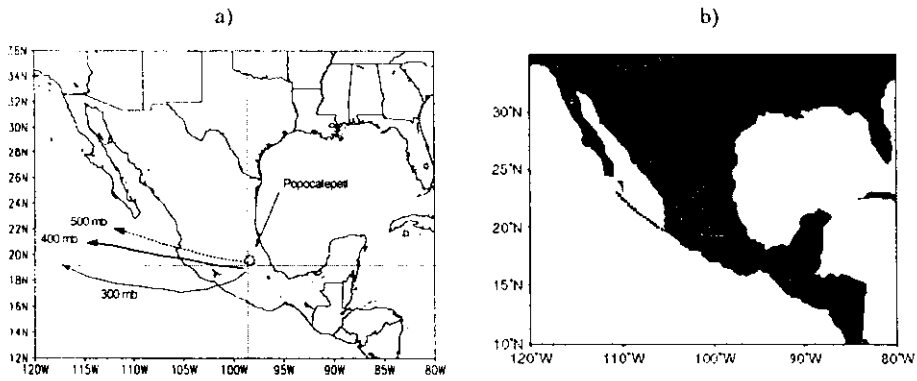 a)
b)
36N
34N
32N
30N
28N
26N
24N
22N
20N
18N
16N
14N
12N
120W
115W
110W
105W
100W
95W
90W
85W
80W
Popocatepetl
500 mb
400 mb
300 mb
30°N
25°N
20°N
15°N
10°N
120°W
110°W
100°W
90°W
80°W